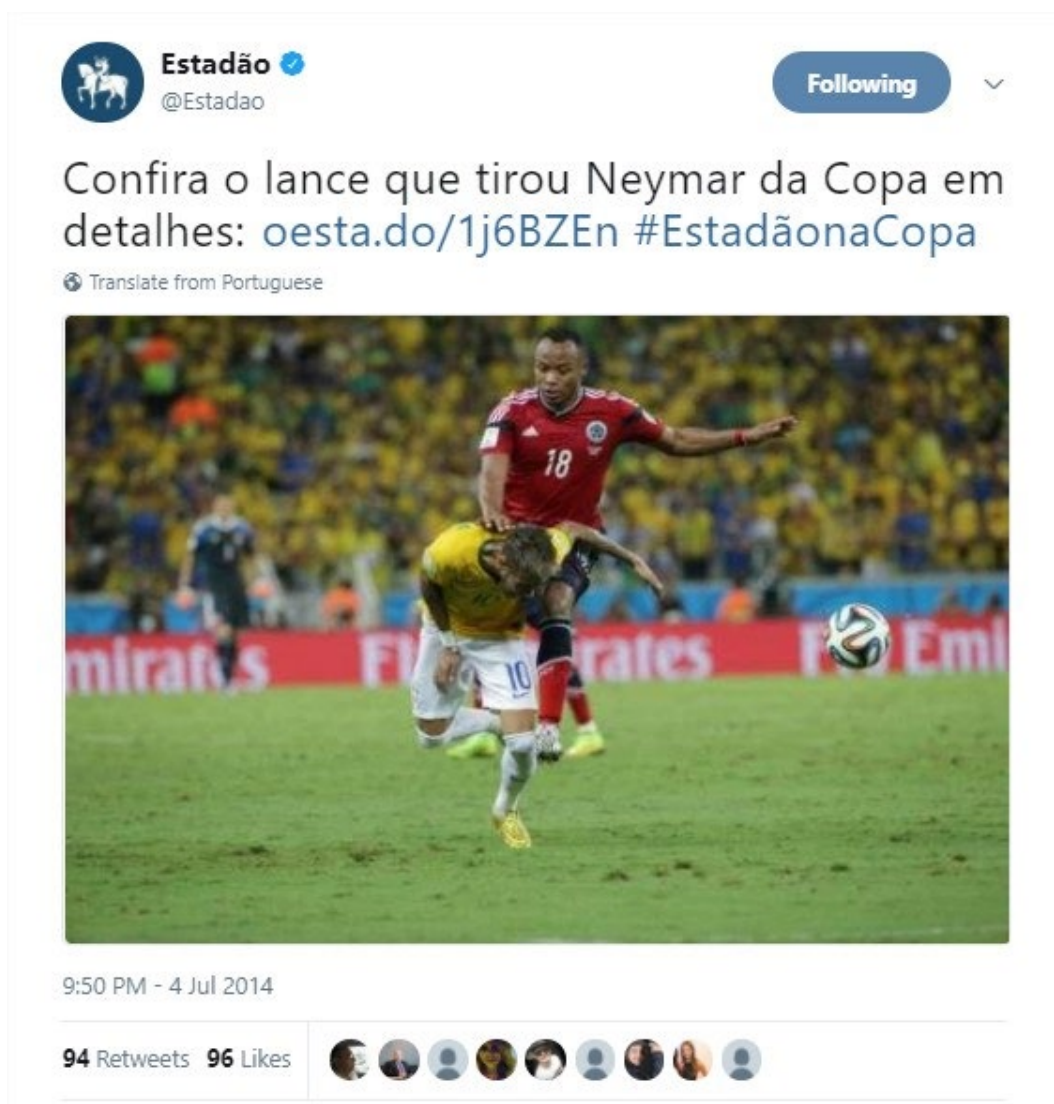 Estadão
@Estadao
Following
Confira o lance que tirou Neymar da Copa em
detalhes: oesta.do/1j6BZEn #EstadãonaCopa
Translate from Portuguese
18
10
mirates Fl rates F Emi
9:50 PM - 4 Jul 2014
94 Retweets 96 Likes